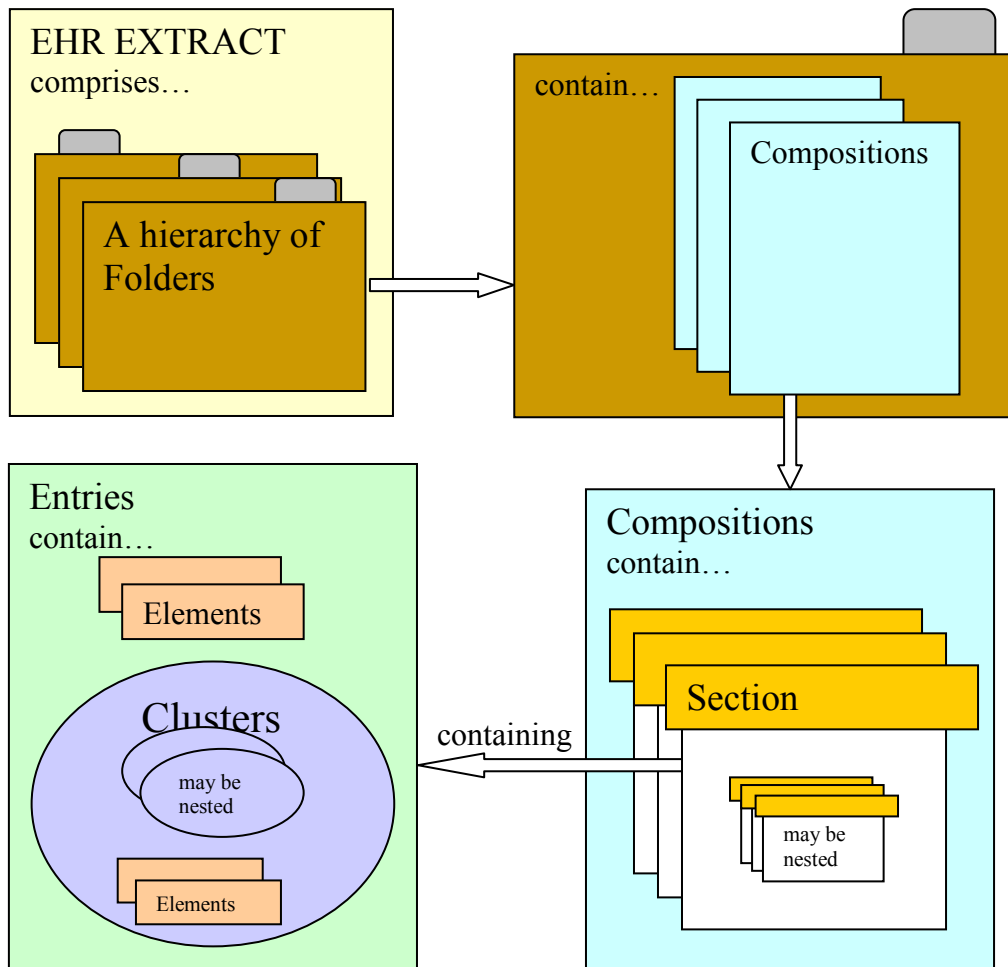 EHR EXTRACT
comprises…
A hierarchy of
Folders
contain…
Compositions
Compositions
contain…
Section
may be
nested
containing
Entries
contain…
Elements
Clusters
may be
nested
Elements